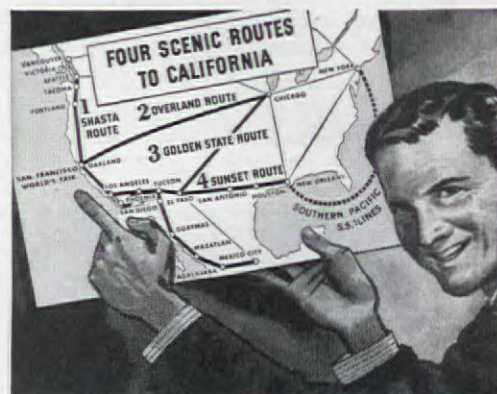 FOUR SCENIC ROUTES
TO CALIFORNIA
VANCOUVER
VICTORIA
SEATTLE
TACOMA
PORTLAND
1
SHASTA
ROUTE
2 OVERLAND ROUTE
CHICAGO
NEW YORK
3 GOLDEN STATE ROUTE
SAN FRANCISCO
WORLD'S FAIR
OAKLAND
LOS ANGELES
TUCSON
4 SUNSET ROUTE
PHOENIX
EL PASO
SAN ANTONIO
HOUSTON
NEW ORLEANS
SAN DIEGO
SOUTHERN PACIFIC
S.S. LINES
GUAYMAS
MAZATLAN
MEXICO CITY